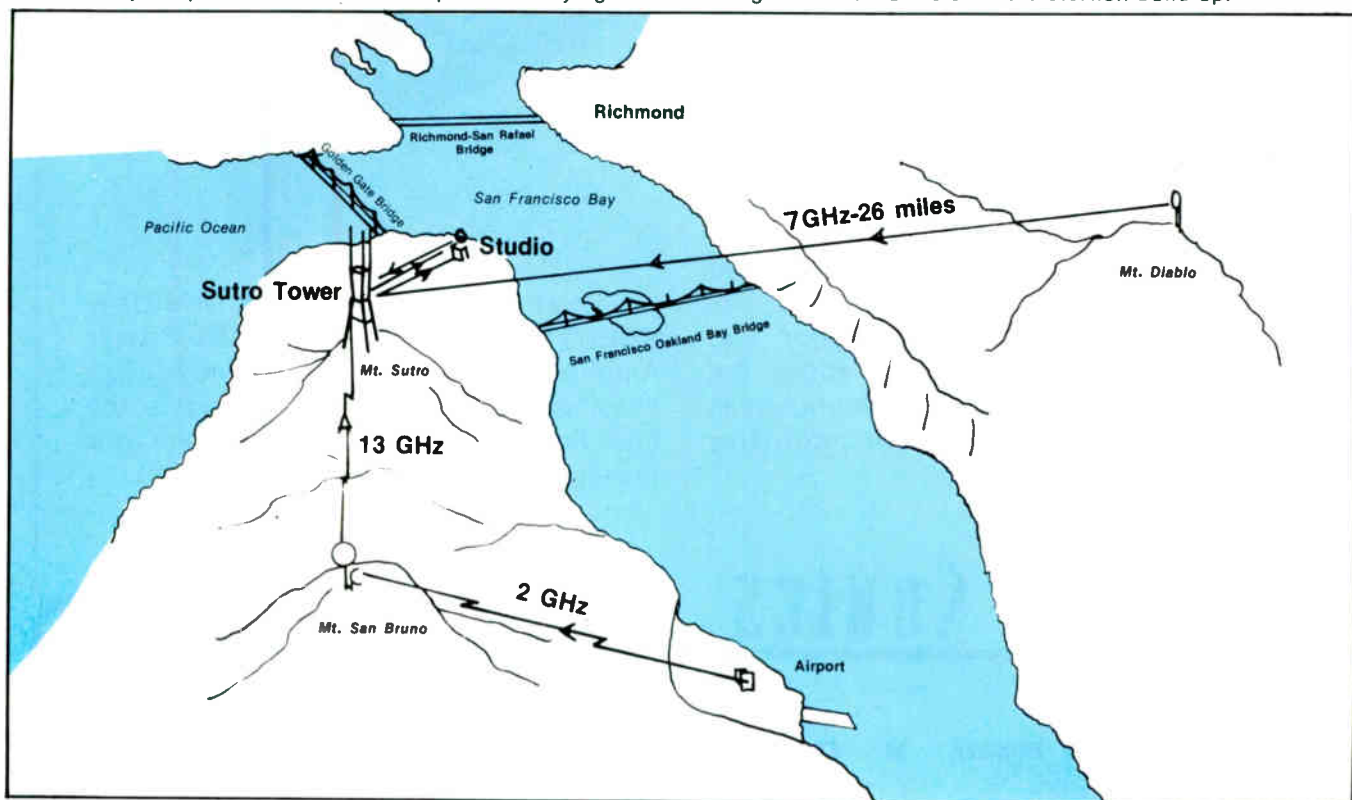 Richmond
Richmond-San Rafael
Bridge
Golden Gate Bridge
San Francisco Bay
7GHz-26 miles
Pacific Ocean
Studio
Sutro Tower
Mt. Diablo
San Francisco Oakland Bay Bridge
Mt. Sutro
13 GHz
2 GHz
Mt. San Bruno
Airport